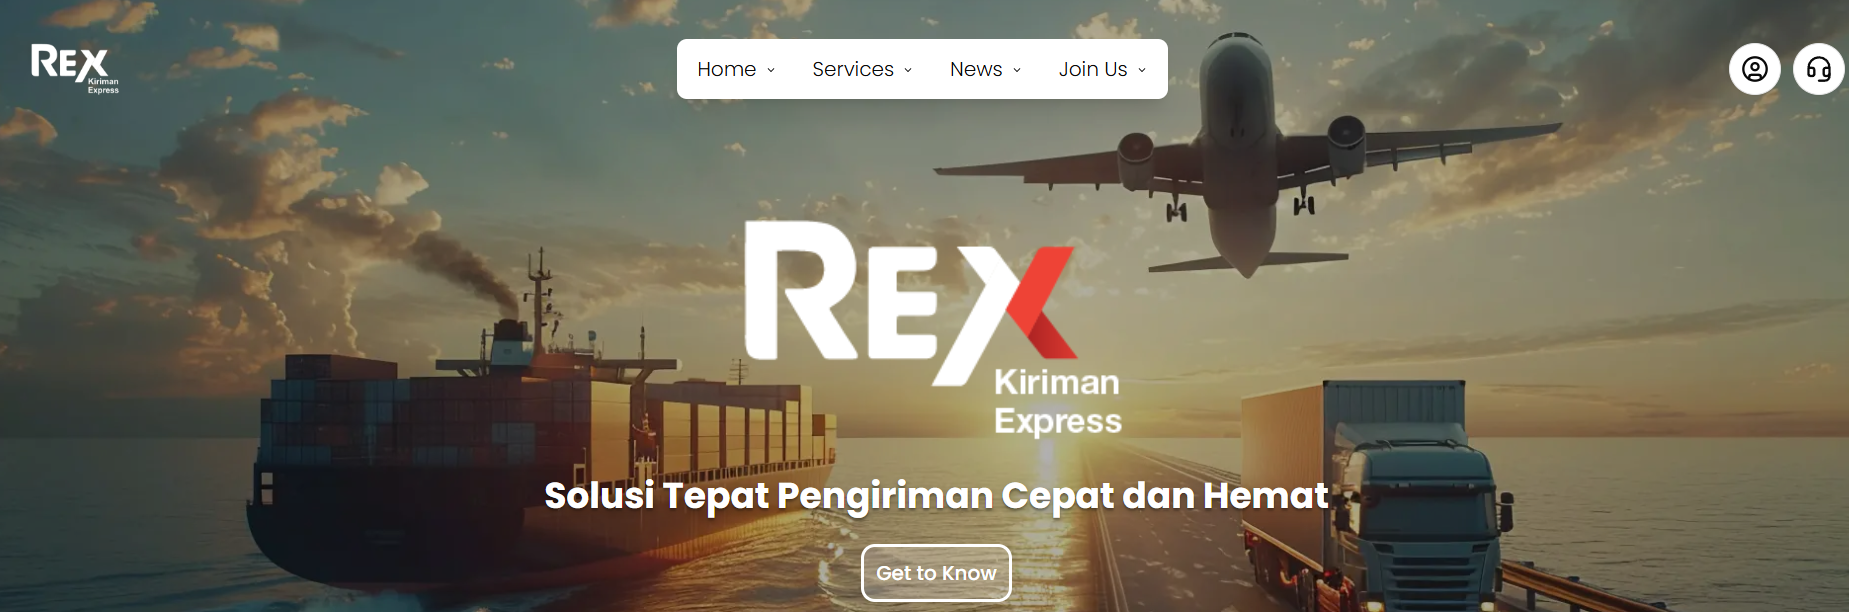 REX
Kiriman
Express
Home
Services
News
Join Us
REX
Kiriman
Express
Solusi Tepat Pengiriman Cepat dan Hemat
Get to Know